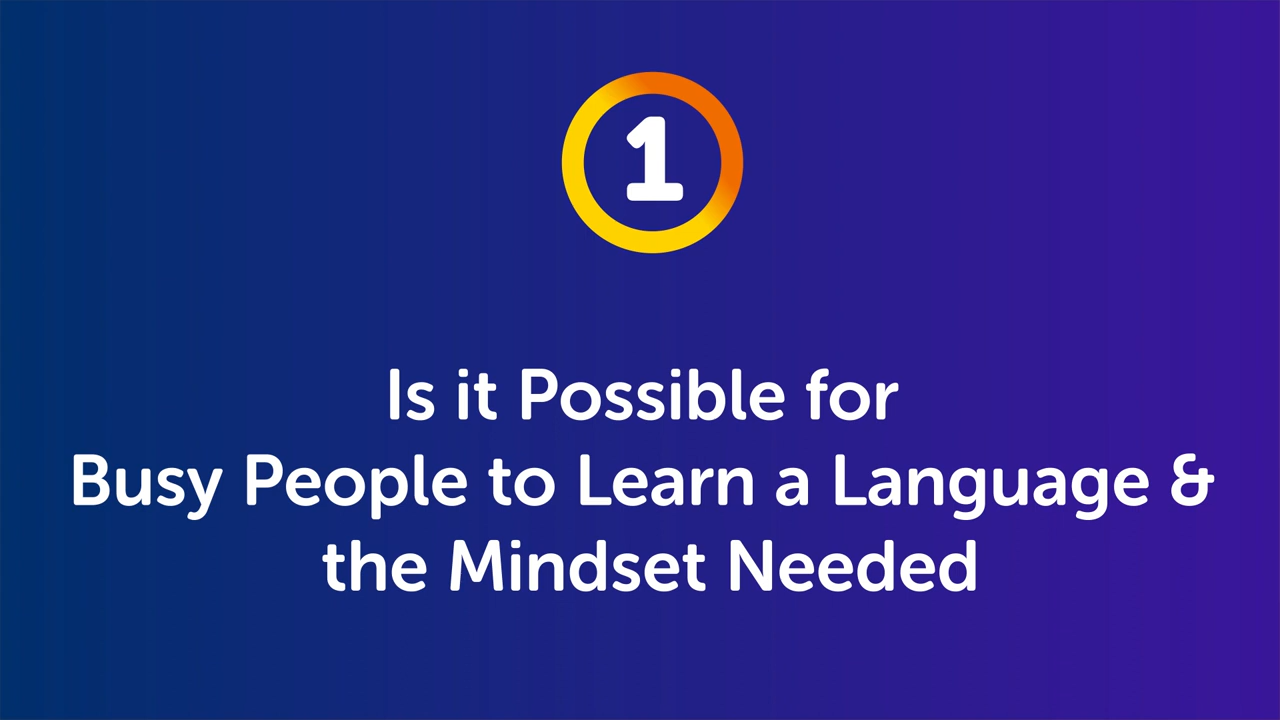 1
Is it Possible for
Busy People to Learn a Language &
the Mindset Needed